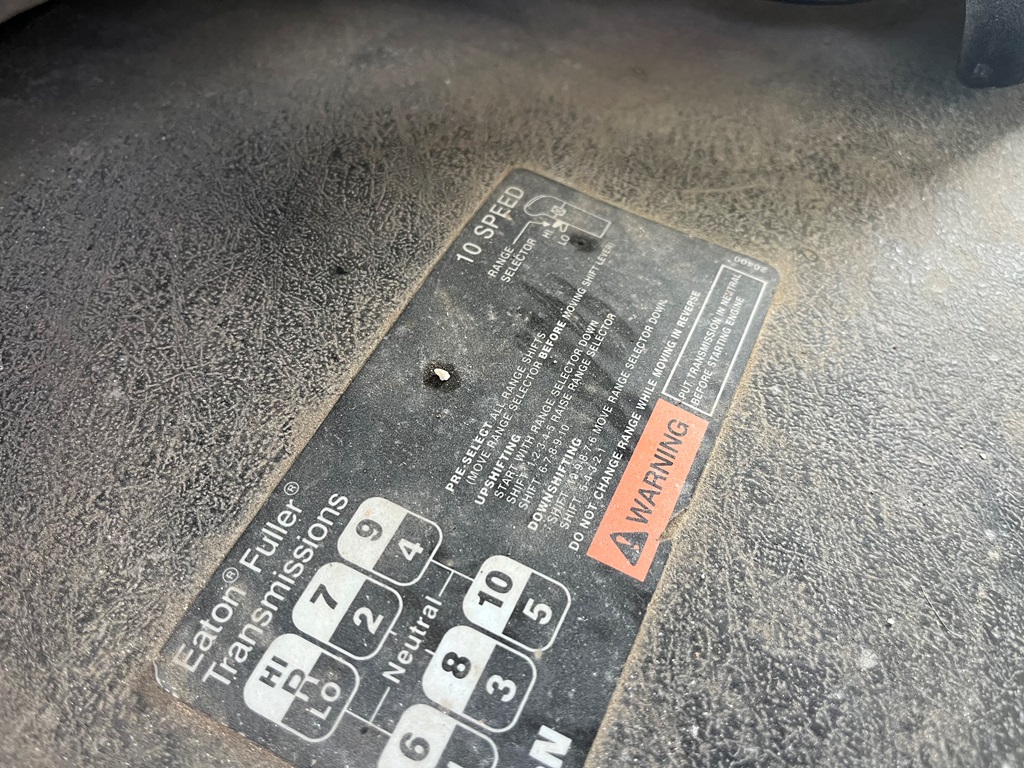 Eaton® Fuller®
Transmissions
10 SPEED
RANGE
SELECTOR
HI
LO
HI
LO
7
2
9
4
Neutral
6
8
3
10
5
PRE-SELECT ALL RANGE SHIFTS
(MOVE RANGE SELECTOR BEFORE MOVING SHIFT LEVER)
UPSHIFTING
START WITH RANGE SELECTOR DOWN
SHIFT 1-2-3-4-5 RAISE RANGE SELECTOR
SHIFT 6-7-8-9-10
DOWNSHIFTING
SHIFT 10-9-8-7-6 MOVE RANGE SELECTOR DOWN
SHIFT 5-4-3-2-1
DO NOT CHANGE RANGE WHILE MOVING IN REVERSE
WARNING
PUT TRANSMISSION IN NEUTRAL
BEFORE STARTING ENGINE